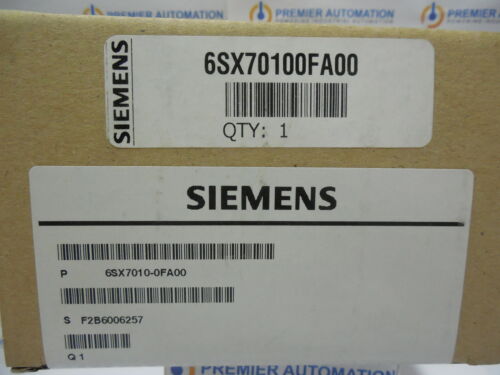 PREMIER AUTOMATION
PREMIER AUTOMATION
SIEMENS
6SX70100FA00
QTY: 1
SIEMENS
P 6SX7010-0FA00
S F2B6006257
Q 1
PREMIER AUTOMATION